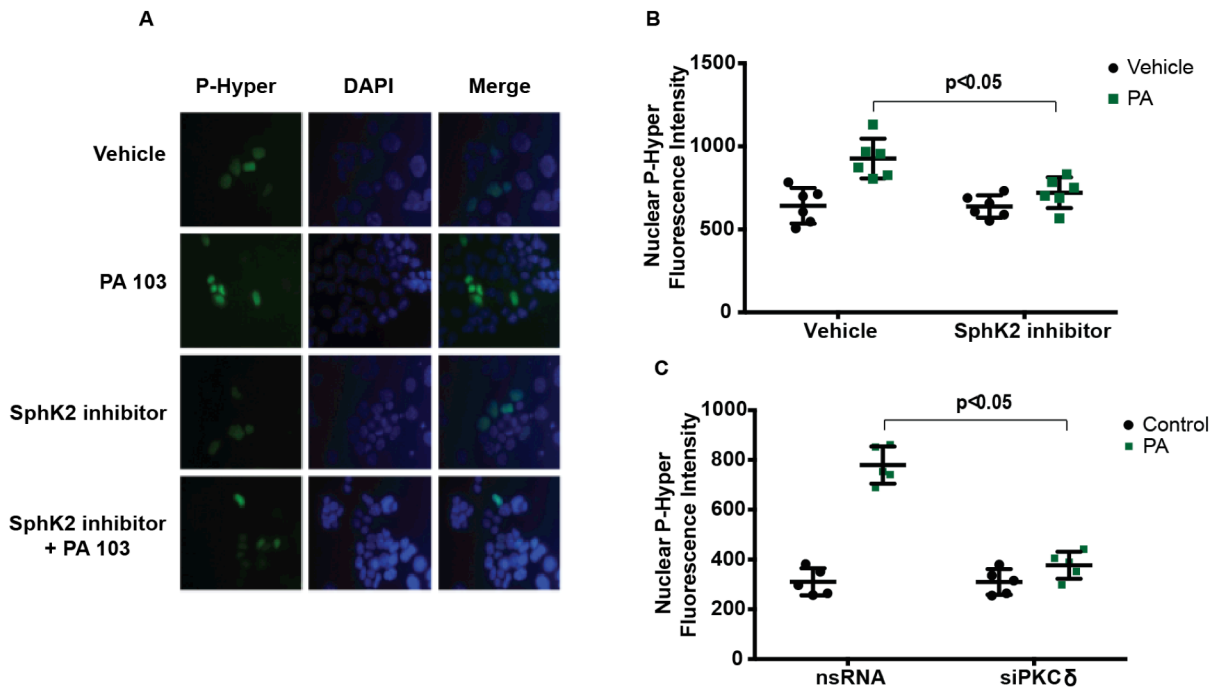 A
P-Hyper DAPI Merge
Vehicle
PA 103
SphK2 inhibitor
SphK2 inhibitor
+ PA 103
B
Nuclear P-Hyper
Fluorescence Intensity
1500
1000
500
0
p<0.05
Vehicle
PA
Vehicle SphK2 inhibitor
C
Nuclear P-Hyper
Fluorescence Intensity
1000
800
600
400
200
0
p<0.05
Control
PA
nsRNA siPKCδ